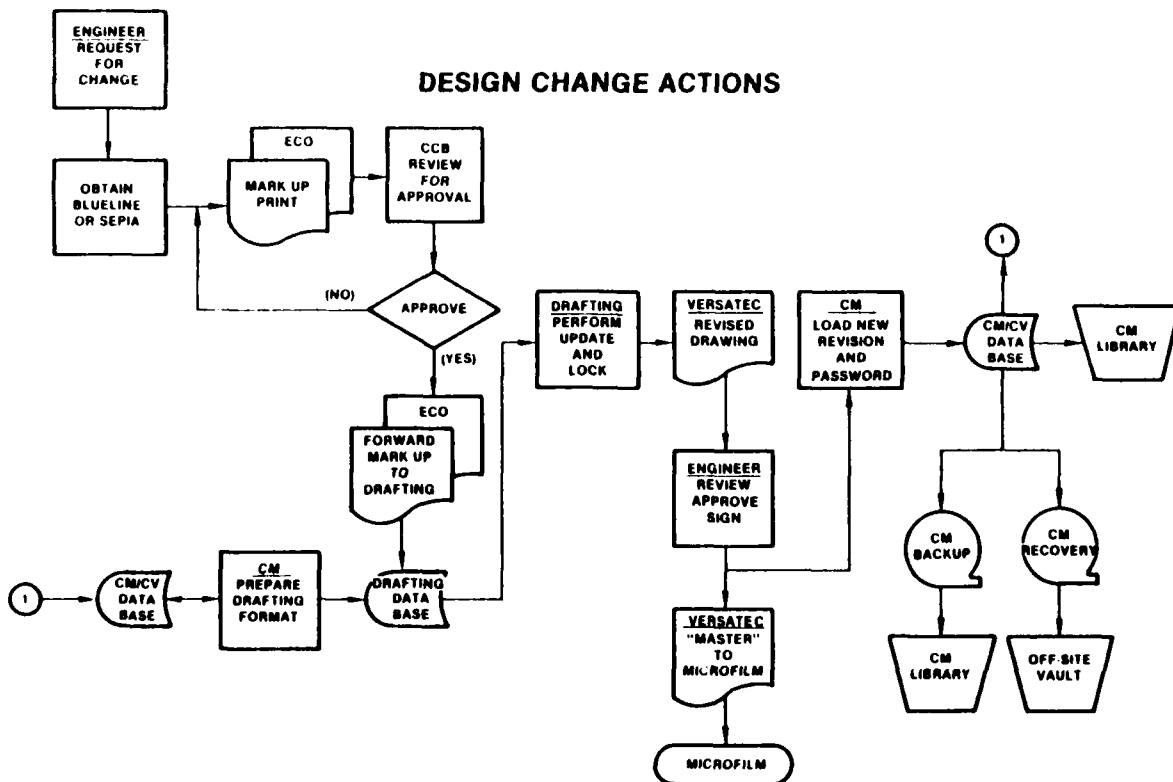 DESIGN CHANGE ACTIONS
ENGINEER
REQUEST
FOR
CHANGE
OBTAIN
BLUELINE
OR SEPIA
ECO
MARK UP
PRINT
CCB
REVIEW
FOR
APPROVAL
(NO)
APPROVE
(YES)
ECO
FORWARD
MARK UP
TO
DRAFTING
1
CM/CV
DATA
BASE
CM
PREPARE
DRAFTING
FORMAT
DRAFTING
DATA
BASE
DRAFTING
PERFORM
UPDATE
AND
LOCK
VERSATEC
REVISED
DRAWING
ENGINEER
REVIEW
APPROVE
SIGN
VERSATEC
"MASTER"
TO
MICROFILM
MICROFILM
CM
LOAD NEW
REVISION
AND
PASSWORD
1
CM/CV
DATA
BASE
CM
LIBRARY
CM
BACKUP
CM
RECOVERY
CM
LIBRARY
OFF-SITE
VAULT